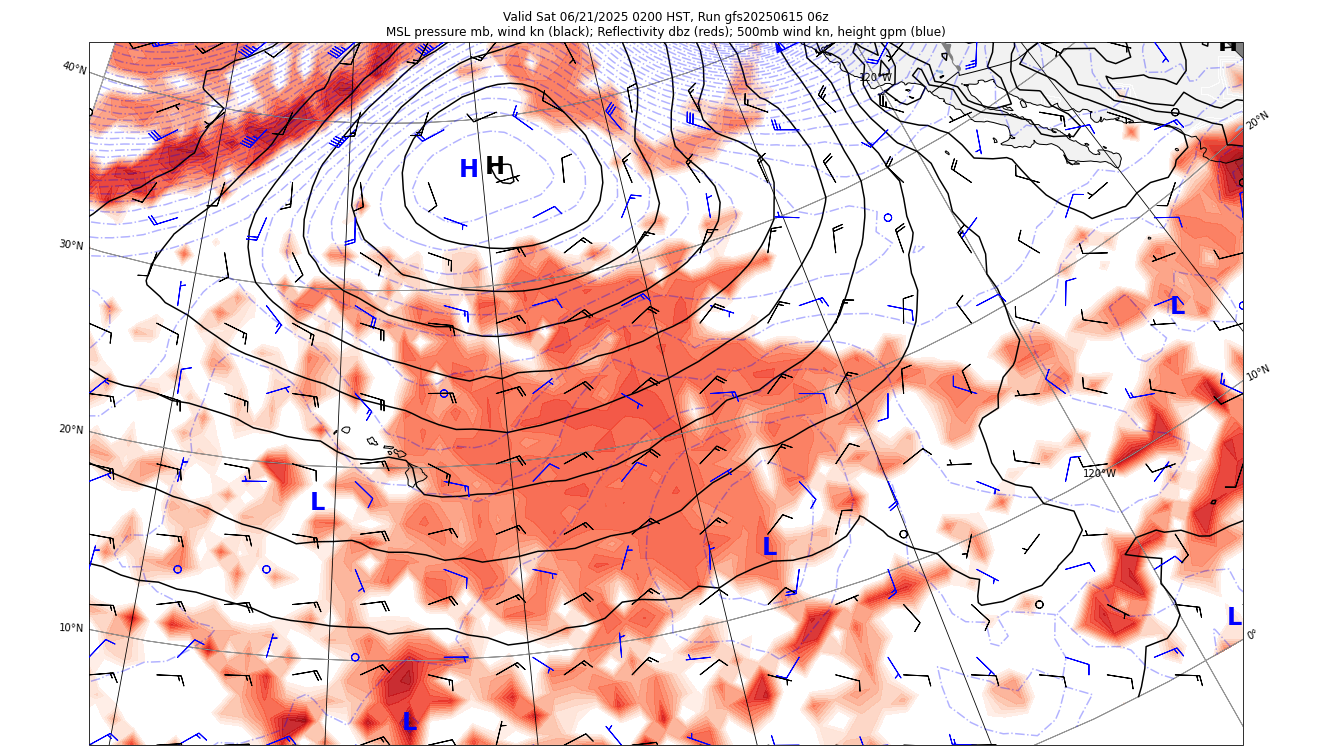 Valid Sat 06/21/2025 0200 HST, Run gfs20250615 06z
MSL pressure mb, wind kn (black); Reflectivity dbz (reds); 500mb wind kn, height gpm (blue)
H
40°N
120°W
20°N
H H
30°N
L
10°N
20°N
120°W
L
L
10°N
L
0°
L